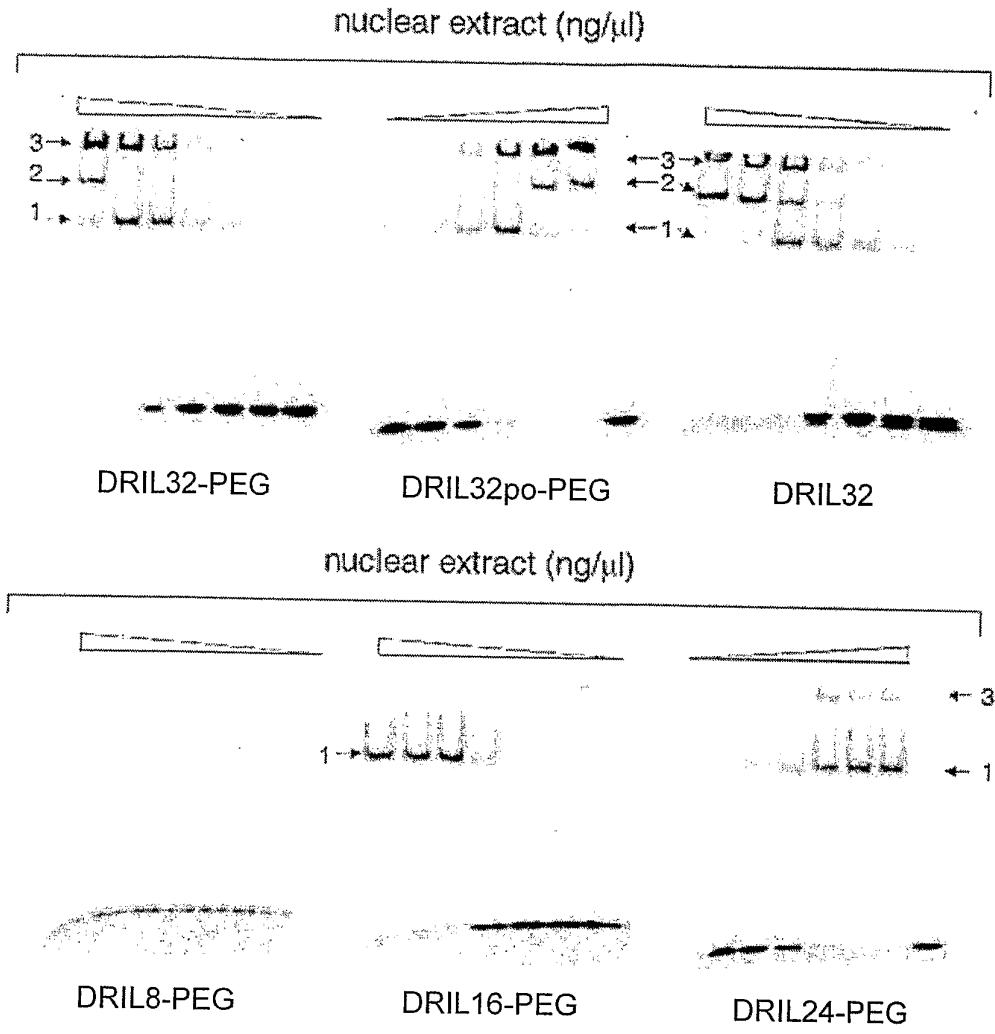 nuclear extract (ng/µl)
3
2
1
3
2
1
DRIL32-PEG
DRIL32po-PEG
DRIL32
nuclear extract (ng/µl)
1
3
1
DRIL8-PEG
DRIL16-PEG
DRIL24-PEG